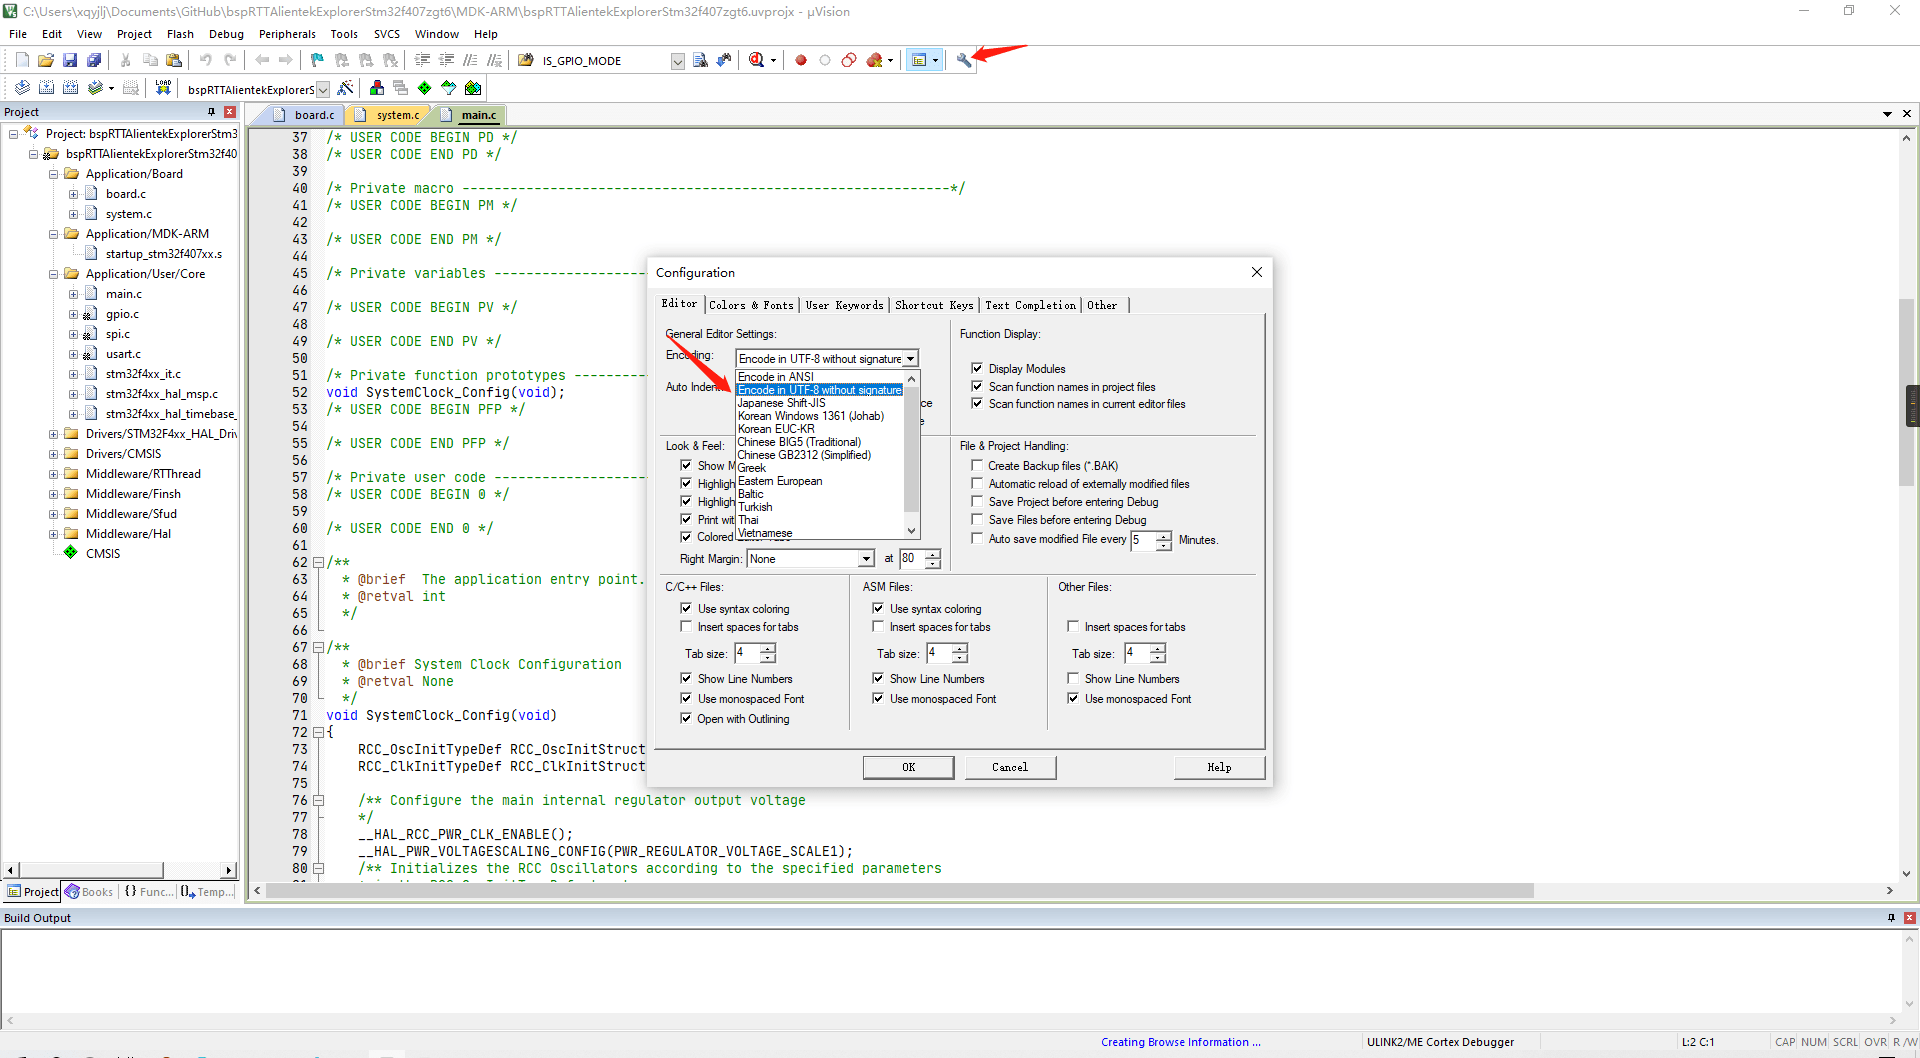 C:\Users\xqyjlj\Documents\GitHub\bspRTTAlientekExplorerStm32f407zgt6\MDK-ARM\bspRTTAlientekExplorerStm32f407zgt6.uvprojx - µVision
File Edit View Project Flash Debug Peripherals Tools SVCS Window Help
IS_GPIO_MODE
LOAD
bspRTTAlientekExplorerS
Project
Project: bspRTTAlientekExplorerStm3
bspRTTAlientekExplorerStm32f40
Application/Board
board.c
system.c
Application/MDK-ARM
startup_stm32f407xx.s
Application/User/Core
main.c
gpio.c
spi.c
usart.c
stm32f4xx_it.c
stm32f4xx_hal_msp.c
stm32f4xx_hal_timebase_
Drivers/STM32F4xx_HAL_Driv
Drivers/CMSIS
Middleware/RTThread
Middleware/Finsh
Middleware/Sfud
Middleware/Hal
CMSIS
Project Books {} Func... Temp...
board.c system.c main.c
37 /* USER CODE BEGIN PD */
38 /* USER CODE END PD */
39
40 /* Private macro -------------------------------------------------------------*/
41 /* USER CODE BEGIN PM */
42
43 /* USER CODE END PM */
44
45 /* Private variables -------------------
46
47 /* USER CODE BEGIN PV */
48
49 /* USER CODE END PV */
50
51 /* Private function prototypes ---------
52 void SystemClock_Config(void);
53 /* USER CODE BEGIN PFP */
54
55 /* USER CODE END PFP */
56
57 /* Private user code -------------------
58 /* USER CODE BEGIN 0 */
59
60 /* USER CODE END 0 */
61
62 /**
63 * @brief  The application entry point.
64 * @retval int
65 */
66
67 /**
68 * @brief System Clock Configuration
69 * @retval None
70 */
71 void SystemClock_Config(void)
72 {
73 RCC_OscInitTypeDef RCC_OscInitStruct
74 RCC_ClkInitTypeDef RCC_ClkInitStruct
75
76 /** Configure the main internal regulator output voltage
77 */
78 __HAL_RCC_PWR_CLK_ENABLE();
79 __HAL_PWR_VOLTAGESCALING_CONFIG(PWR_REGULATOR_VOLTAGE_SCALE1);
80 /** Initializes the RCC Oscillators according to the specified parameters
Configuration
Editor Colors & Fonts User Keywords Shortcut Keys Text Completion Other
General Editor Settings:
Encoding: Encode in UTF-8 without signature
Auto Indent
Encode in ANSI
Encode in UTF-8 without signature
Japanese Shift-JIS
Korean Windows 1361 (Johab)
Korean EUC-KR
Chinese BIG5 (Traditional)
Chinese GB2312 (Simplified)
Greek
Eastern European
Baltic
Turkish
Thai
Vietnamese
Look & Feel:
Show M
Highligh
Highligh
Print wit
Colored
Right Margin: None at 80
Function Display:
Display Modules
Scan function names in project files
Scan function names in current editor files
File & Project Handling:
Create Backup files (*.BAK)
Automatic reload of externally modified files
Save Project before entering Debug
Save Files before entering Debug
Auto save modified File every 5 Minutes.
C/C++ Files:
Use syntax coloring
Insert spaces for tabs
Tab size: 4
Show Line Numbers
Use monospaced Font
Open with Outlining
ASM Files:
Use syntax coloring
Insert spaces for tabs
Tab size: 4
Show Line Numbers
Use monospaced Font
Other Files:
Insert spaces for tabs
Tab size: 4
Show Line Numbers
Use monospaced Font
OK Cancel Help
Build Output
Creating Browse Information ... ULINK2/ME Cortex Debugger L:2 C:1 CAP NUM SCRL OVR R/W